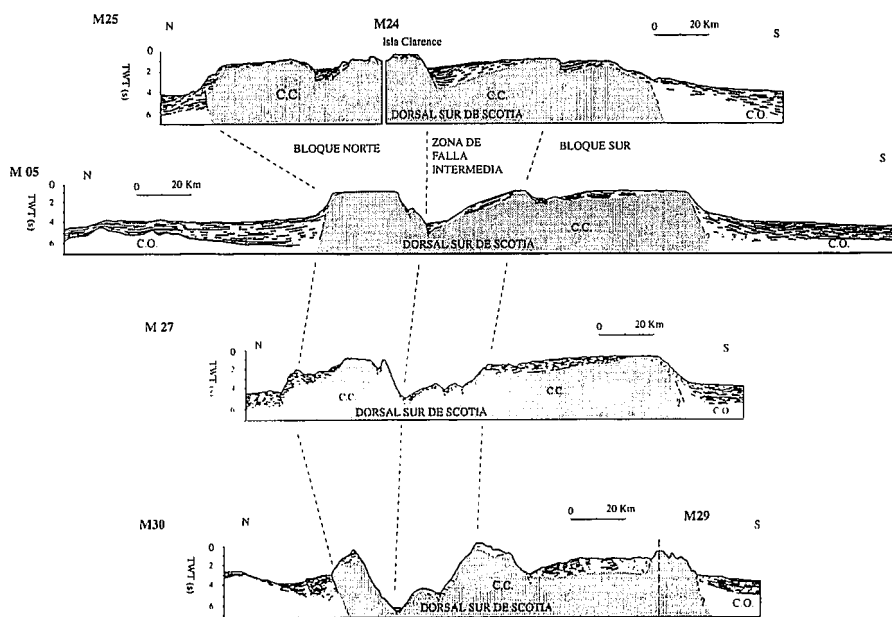 M25
N
M24
Isla Clarence
0 20 Km
S
TWT (s)
0
2
4
6
C.C.
C.C.
DORSAL SUR DE SCOTIA
C.O.
BLOQUE NORTE
ZONA DE
FALLA
INTERMEDIA
BLOQUE SUR
M 05
N
0 20 Km
S
TWT (s)
0
2
4
6
C.O.
C.C.
DORSAL SUR DE SCOTIA
?
C.O.
M 27
N
0 20 Km
S
TWT (s)
0
2
4
6
C.C.
C.C.
DORSAL SUR DE SCOTIA
?
C.O.
M30
N
0 20 Km
M29
S
TWT (s)
0
2
4
6
C.C.
DORSAL SUR DE SCOTIA
?
C.O.